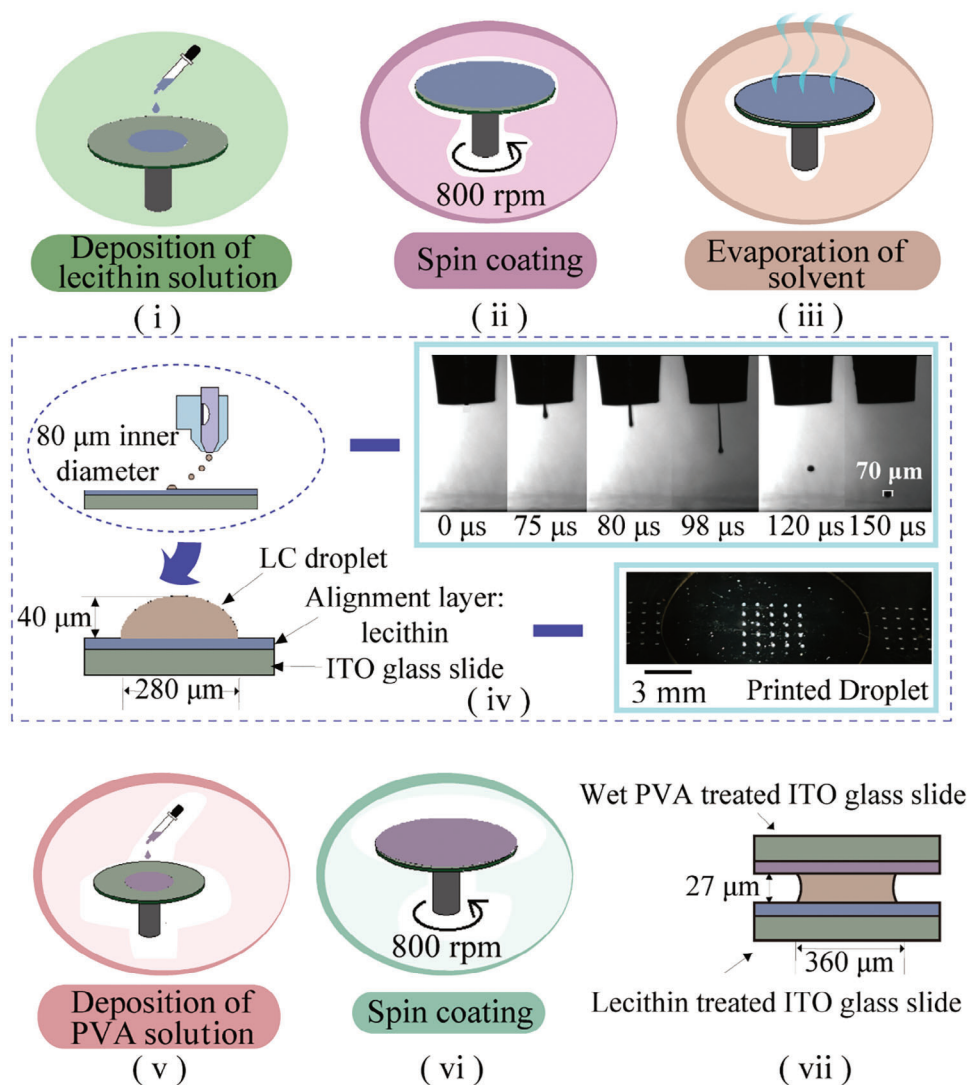 800 rpm
Deposition of
lecithin solution
Spin coating
Evaporation of
solvent
( i )
( ii )
( iii )
80 μm inner
diameter
70 μm
0 μs
75 μs
80 μs
98 μs
120 μs
150 μs
LC droplet
40 μm
Alignment layer:
lecithin
ITO glass slide
280 μm
( iv )
3 mm
Printed Droplet
800 rpm
Deposition of
PVA solution
Spin coating
( v )
( vi )
Wet PVA treated ITO glass slide
27 μm
360 μm
Lecithin treated ITO glass slide
( vii )